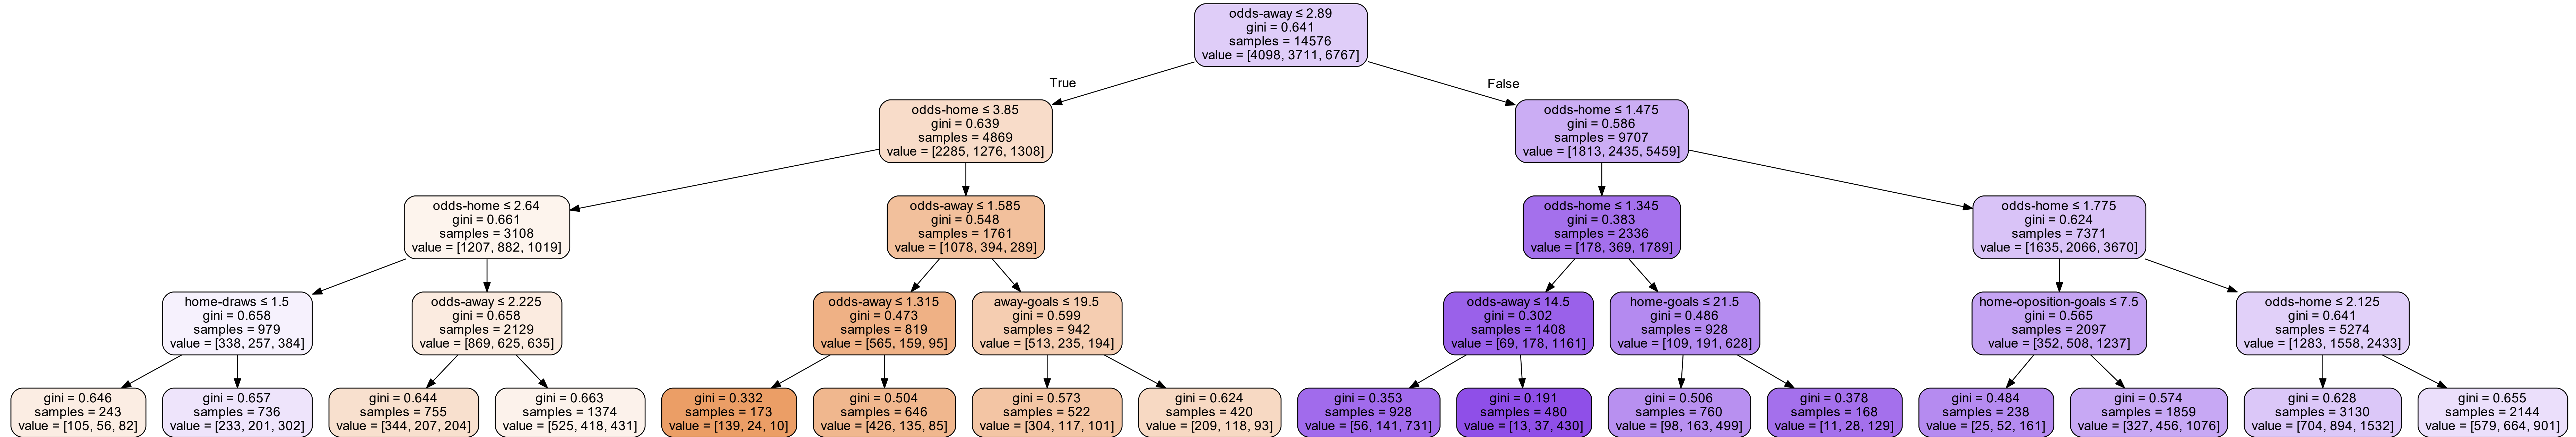 odds-away ≤ 2.89
gini = 0.641
samples = 14576
value = [4098, 3711, 6767]
True
False
odds-home ≤ 3.85
gini = 0.639
samples = 4869
value = [2285, 1276, 1308]
odds-home ≤ 1.475
gini = 0.586
samples = 9707
value = [1813, 2435, 5459]
odds-home ≤ 2.64
gini = 0.661
samples = 3108
value = [1207, 882, 1019]
odds-away ≤ 1.585
gini = 0.548
samples = 1761
value = [1078, 394, 289]
odds-home ≤ 1.345
gini = 0.383
samples = 2336
value = [178, 369, 1789]
odds-home ≤ 1.775
gini = 0.624
samples = 7371
value = [1635, 2066, 3670]
home-draws ≤ 1.5
gini = 0.658
samples = 979
value = [338, 257, 384]
odds-away ≤ 2.225
gini = 0.658
samples = 2129
value = [869, 625, 635]
odds-away ≤ 1.315
gini = 0.473
samples = 819
value = [565, 159, 95]
away-goals ≤ 19.5
gini = 0.599
samples = 942
value = [513, 235, 194]
odds-away ≤ 14.5
gini = 0.302
samples = 1408
value = [69, 178, 1161]
home-goals ≤ 21.5
gini = 0.486
samples = 928
value = [109, 191, 628]
home-oposition-goals ≤ 7.5
gini = 0.565
samples = 2097
value = [352, 508, 1237]
odds-home ≤ 2.125
gini = 0.641
samples = 5274
value = [1283, 1558, 2433]
gini = 0.646
samples = 243
value = [105, 56, 82]
gini = 0.657
samples = 736
value = [233, 201, 302]
gini = 0.644
samples = 755
value = [344, 207, 204]
gini = 0.663
samples = 1374
value = [525, 418, 431]
gini = 0.332
samples = 173
value = [139, 24, 10]
gini = 0.504
samples = 646
value = [426, 135, 85]
gini = 0.573
samples = 522
value = [304, 117, 101]
gini = 0.624
samples = 420
value = [209, 118, 93]
gini = 0.353
samples = 928
value = [56, 141, 731]
gini = 0.191
samples = 480
value = [13, 37, 430]
gini = 0.506
samples = 760
value = [98, 163, 499]
gini = 0.378
samples = 168
value = [11, 28, 129]
gini = 0.484
samples = 238
value = [25, 52, 161]
gini = 0.574
samples = 1859
value = [327, 456, 1076]
gini = 0.628
samples = 3130
value = [704, 894, 1532]
gini = 0.655
samples = 2144
value = [579, 664, 901]